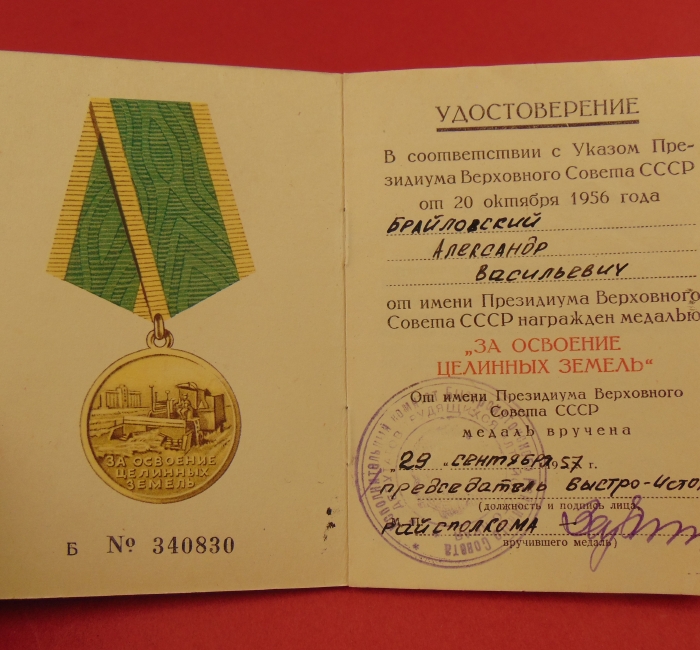 ЗА ОСВОЕНИЕ
ЦЕЛИННЫХ
ЗЕМЕЛЬ
Б № 340830
УДОСТОВЕРЕНИЕ
В соответствии с Указом Пре-
зидиума Верховного Совета СССР
от 20 октября 1956 года
Брайловский
Александр
Васильевич
от имени Президиума Верховного
Совета СССР награжден медалью
„ЗА ОСВОЕНИЕ
ЦЕЛИННЫХ ЗЕМЕЛЬ“
От имени Президиума Верховного
Совета СССР
медаль вручена
„29 “ сентября 1957 г.
председатель Быстро-Исток
(должность и подпись лица,
райсполкома
вручившего медаль)